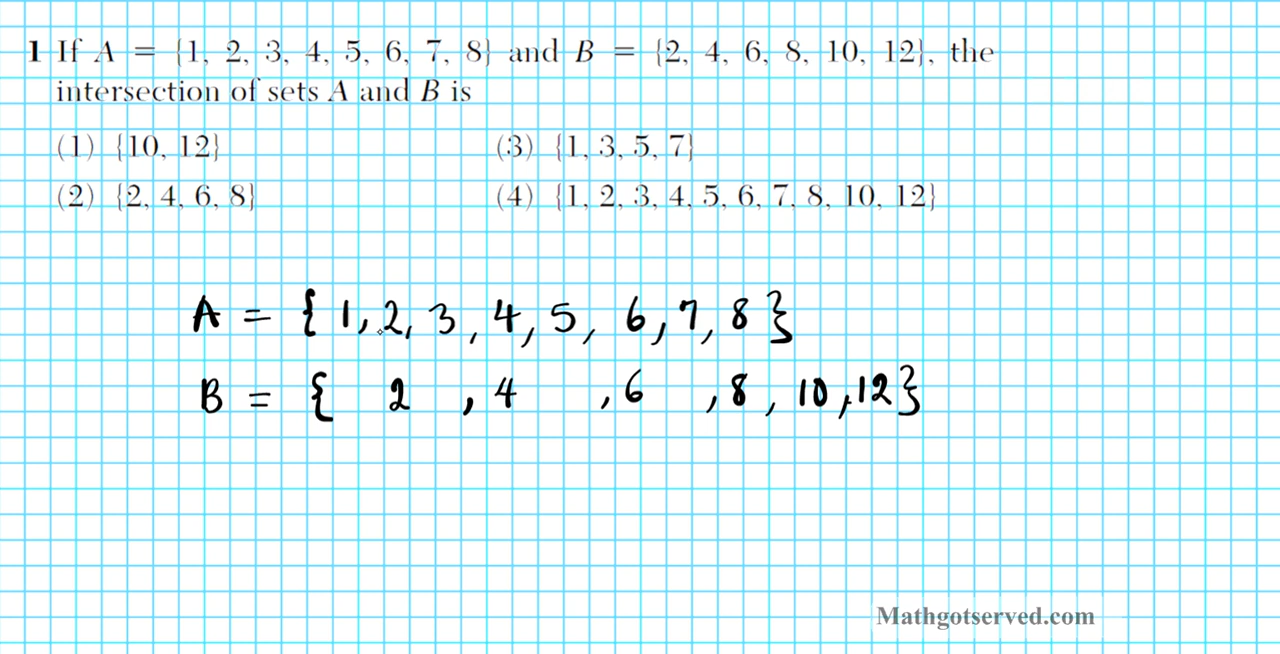 1 If A = {1, 2, 3, 4, 5, 6, 7, 8} and B = {2, 4, 6, 8, 10, 12}, the
intersection of sets A and B is
(1) {10, 12} (3) {1, 3, 5, 7}
(2) {2, 4, 6, 8} (4) {1, 2, 3, 4, 5, 6, 7, 8, 10, 12}
A = { 1, 2, 3, 4, 5, 6, 7, 8 }
B = { 2 , 4 , 6 , 8 , 10 , 12 }
Mathgotserved.com